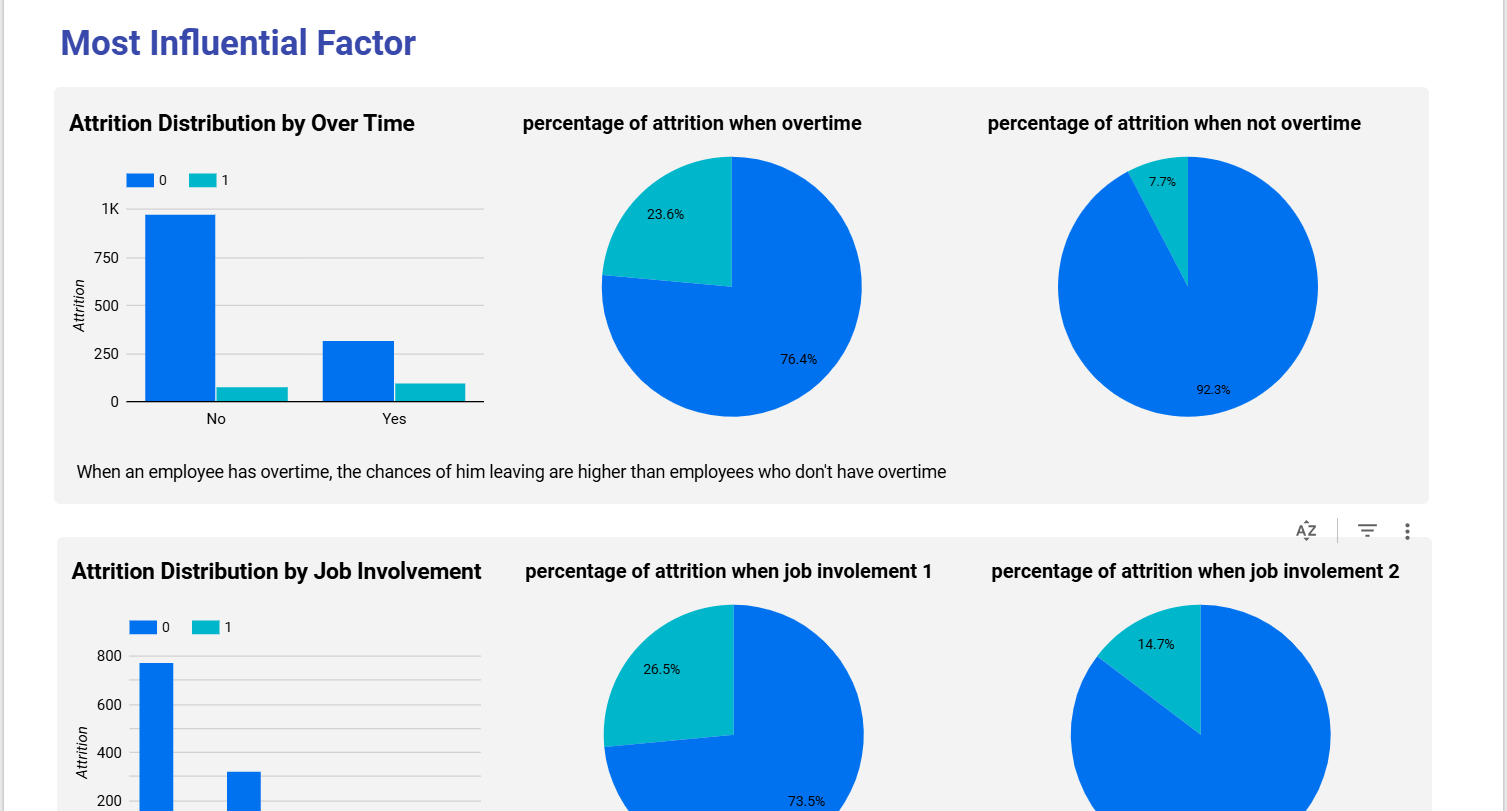 Most Influential Factor
Attrition Distribution by Over Time
0 1
1K
750
500
250
0
Attrition
No Yes
percentage of attrition when overtime
23.6%
76.4%
percentage of attrition when not overtime
7.7%
92.3%
When an employee has overtime, the chances of him leaving are higher than employees who don't have overtime
AZ
Attrition Distribution by Job Involvement
0 1
800
600
400
200
Attrition
percentage of attrition when job involement 1
26.5%
73.5%
percentage of attrition when job involement 2
14.7%